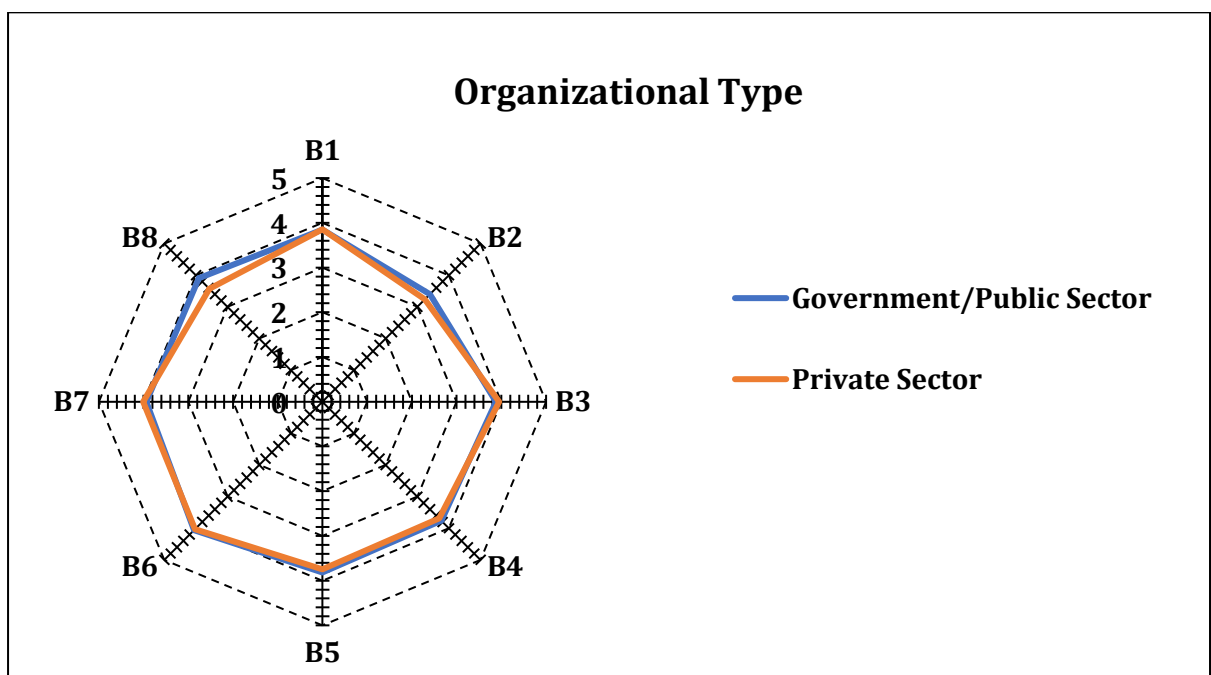 Organizational Type
B1
B2
B3
B4
B5
B6
B7
B8
5
4
3
2
1
0
Government/Public Sector
Private Sector